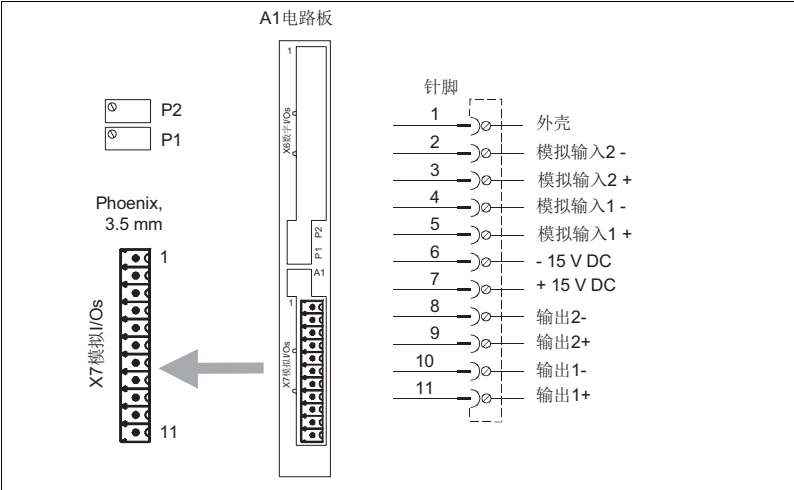 A1电路板
P2
P1
Phoenix,
3.5 mm
1
X7模拟I/Os
11
1
X6数字I/Os
P1 P2
A1
1
X7模拟I/Os
针脚
1 外壳
2 模拟输入2 -
3 模拟输入2 +
4 模拟输入1 -
5 模拟输入1 +
6 - 15 V DC
7 + 15 V DC
8 输出2-
9 输出2+
10 输出1-
11 输出1+